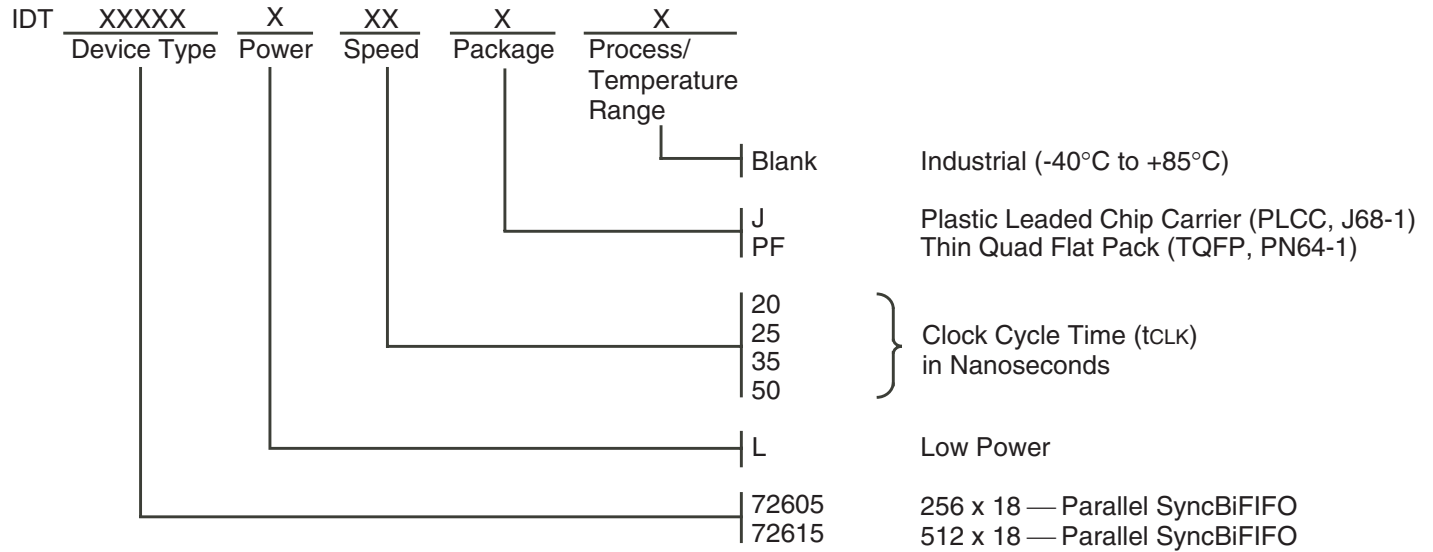 IDT XXXXX X XX X X
Device Type Power Speed Package Process/
Temperature
Range
Blank Industrial (-40°C to +85°C)
J Plastic Leaded Chip Carrier (PLCC, J68-1)
PF Thin Quad Flat Pack (TQFP, PN64-1)
20
25 Clock Cycle Time (tCLK)
35 in Nanoseconds
50
L Low Power
72605 256 x 18 — Parallel SyncBiFIFO
72615 512 x 18 — Parallel SyncBiFIFO